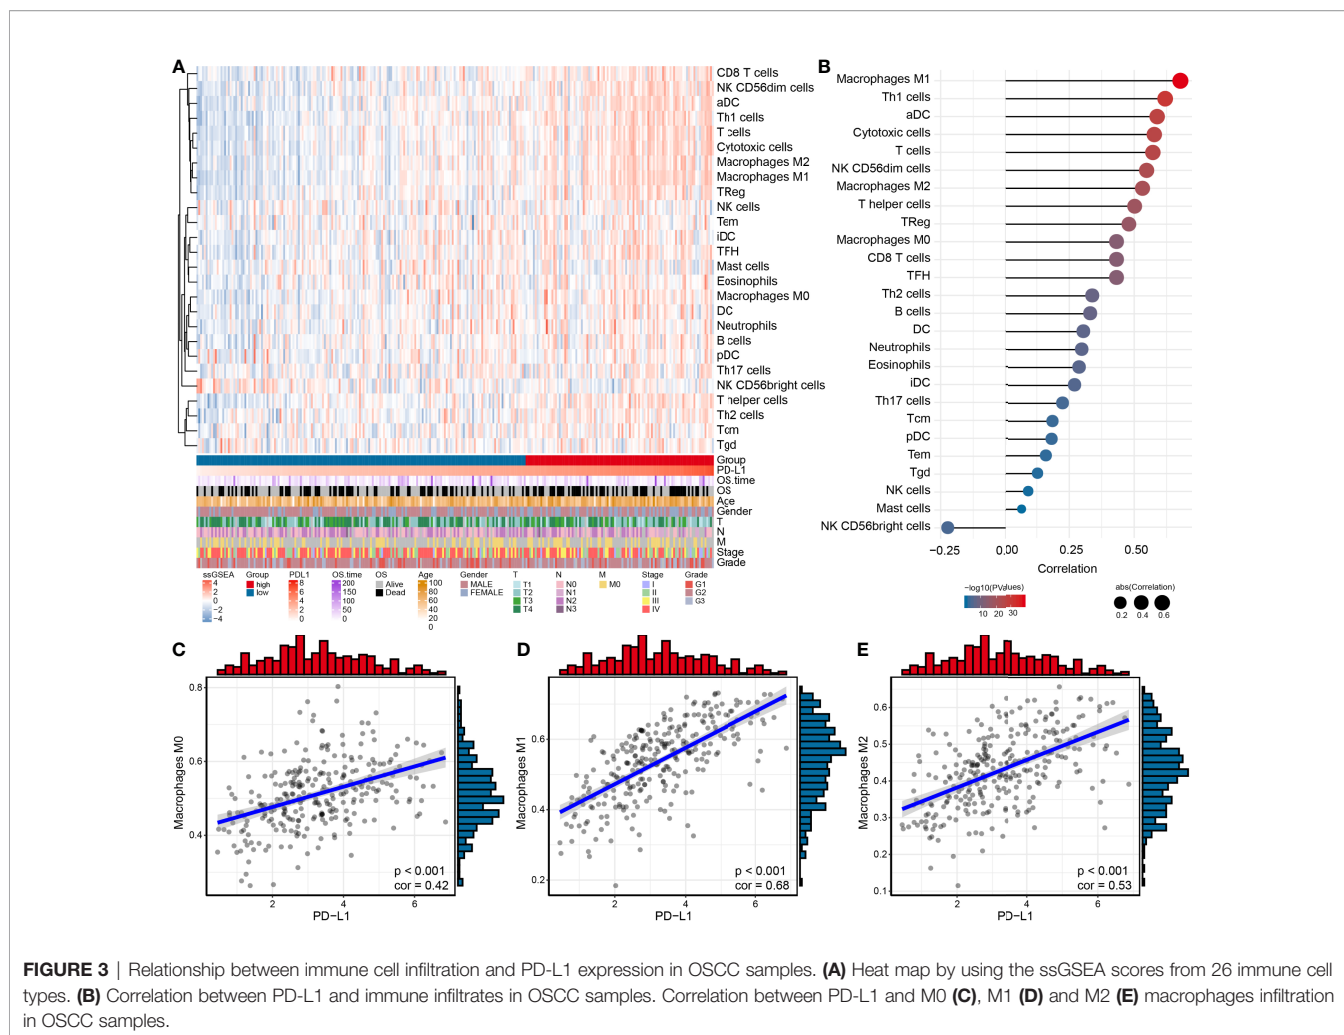 A
CD8 T cells
NK CD56dim cells
aDC
Th1 cells
T cells
Cytotoxic cells
Macrophages M2
Macrophages M1
TReg
NK cells
Tem
iDC
TFH
Mast cells
Eosinophils
Macrophages M0
DC
Neutrophils
B cells
pDC
Th17 cells
NK CD56bright cells
T helper cells
Th2 cells
Tcm
Tgd
Group
PD-L1
OS.time
OS
Age
Gender
T
N
M
Stage
Grade
ssGSEA
4
2
0
−2
−4
Group
high
low
PDL1
8
6
4
2
0
OS.time
200
150
100
50
0
OS
Alive
Dead
Age
100
80
60
40
20
0
Gender
MALE
FEMALE
T
T1
T2
T3
T4
N
N0
N1
N2
N3
M
M0
Stage
I
II
III
IV
Grade
G1
G2
G3
B
Macrophages M1
Th1 cells
aDC
Cytotoxic cells
T cells
NK CD56dim cells
Macrophages M2
T helper cells
TReg
Macrophages M0
CD8 T cells
TFH
Th2 cells
B cells
DC
Neutrophils
Eosinophils
iDC
Th17 cells
Tcm
pDC
Tem
Tgd
NK cells
Mast cells
NK CD56bright cells
−0.25 0.00 0.25 0.50
Correlation
−log10(PValues)
10 20 30
abs(Correlation)
0.2 0.4 0.6
C
Macrophages M0
0.8
0.6
0.4
p < 0.001
cor = 0.42
2 4 6
PD−L1
D
Macrophages M1
0.6
0.4
0.2
p < 0.001
cor = 0.68
2 4 6
PD−L1
E
Macrophages M2
0.6
0.5
0.4
0.3
0.2
0.1
p < 0.001
cor = 0.53
2 4 6
PD−L1
FIGURE 3 | Relationship between immune cell infiltration and PD-L1 expression in OSCC samples. (A) Heat map by using the ssGSEA scores from 26 immune cell
types. (B) Correlation between PD-L1 and immune infiltrates in OSCC samples. Correlation between PD-L1 and M0 (C), M1 (D) and M2 (E) macrophages infiltration
in OSCC samples.